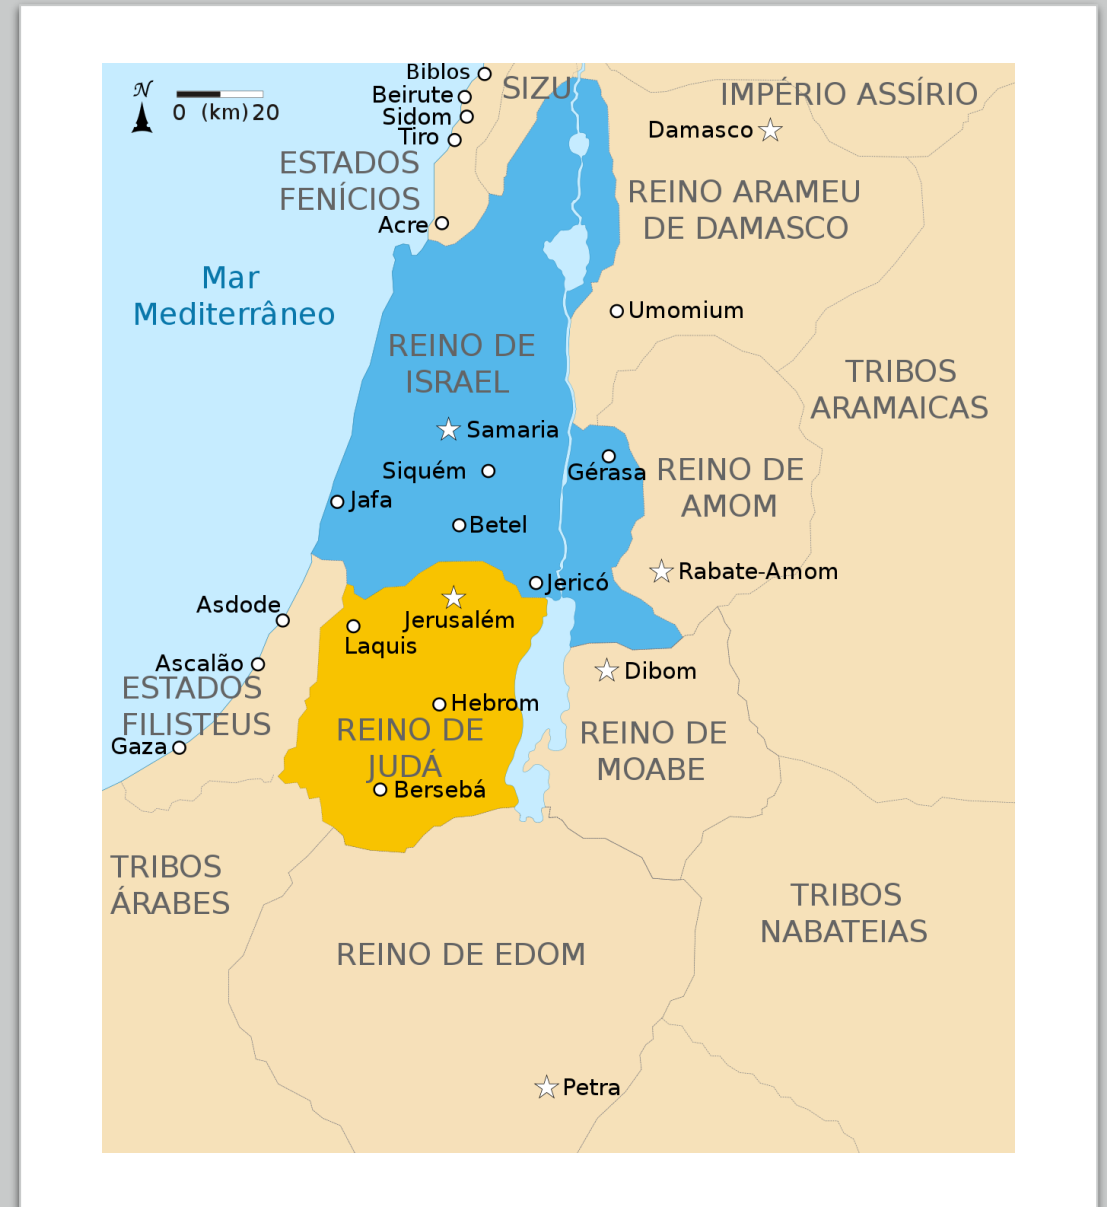 Biblos
SIZU
IMPÉRIO ASSÍRIO
N
Beirute
0 (km) 20
Sidom
Tiro
Damasco
ESTADOS
FENÍCIOS
REINO ARAMEU
DE DAMASCO
Acre
Mar
Mediterrâneo
Umomium
REINO DE
ISRAEL
TRIBOS
ARAMAICAS
Samaria
Siquém
Gérasa
REINO DE
AMOM
Jafa
Betel
Rabate-Amom
Jericó
Asdode
Jerusalém
Laquis
Ascalão
Dibom
ESTADOS
FILISTEUS
Hebrom
REINO DE
JUDÁ
REINO DE
MOABE
Gaza
Bersebá
TRIBOS
ÁRABES
TRIBOS
NABATEIAS
REINO DE EDOM
Petra